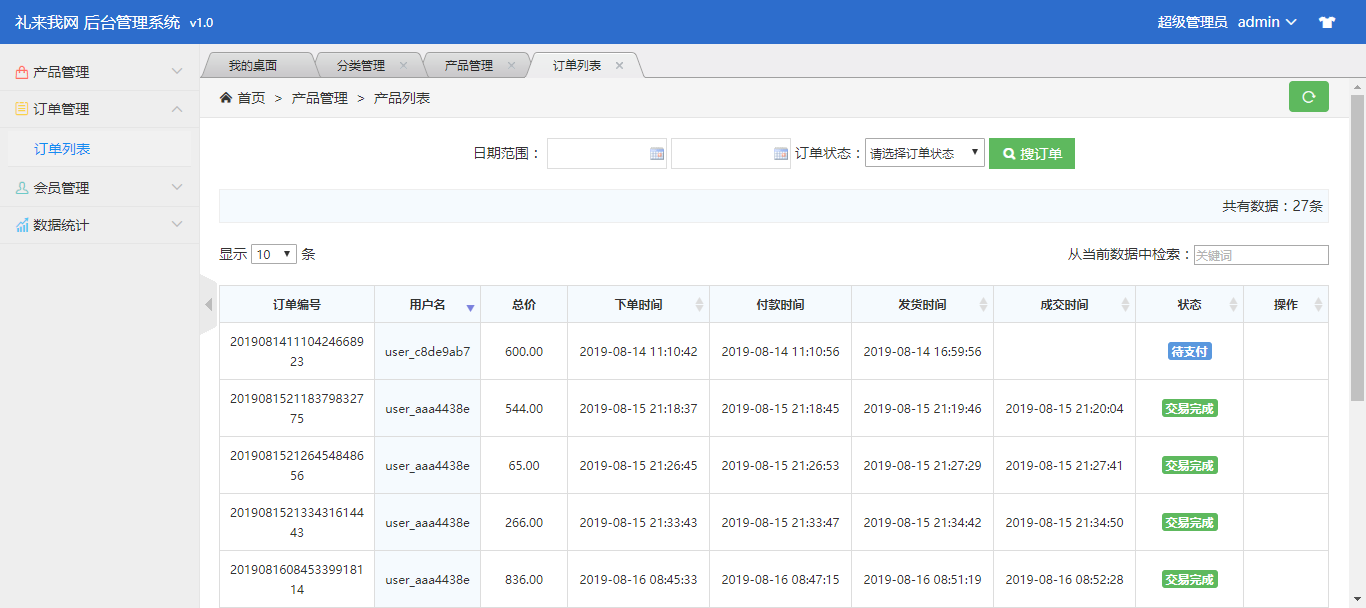 礼来我网 后台管理系统 v1.0
超级管理员 admin
产品管理
订单管理
订单列表
会员管理
数据统计
我的桌面 分类管理 产品管理 订单列表
首页 > 产品管理 > 产品列表
日期范围： 订单状态： 请选择订单状态 搜订单
共有数据：27条
显示 10 条
从当前数据中检索： 关键词
订单编号 用户名 总价 下单时间 付款时间 发货时间 成交时间 状态 操作
2019081411104246689
23
user_c8de9ab7 600.00 2019-08-14 11:10:42 2019-08-14 11:10:56 2019-08-14 16:59:56 待支付
2019081521183798327
75
user_aaa4438e 544.00 2019-08-15 21:18:37 2019-08-15 21:18:45 2019-08-15 21:19:46 2019-08-15 21:20:04 交易完成
2019081521264548486
56
user_aaa4438e 65.00 2019-08-15 21:26:45 2019-08-15 21:26:53 2019-08-15 21:27:29 2019-08-15 21:27:41 交易完成
2019081521334316144
43
user_aaa4438e 266.00 2019-08-15 21:33:43 2019-08-15 21:33:47 2019-08-15 21:34:42 2019-08-15 21:34:50 交易完成
2019081608453399181
14
user_aaa4438e 836.00 2019-08-16 08:45:33 2019-08-16 08:47:15 2019-08-16 08:51:19 2019-08-16 08:52:28 交易完成